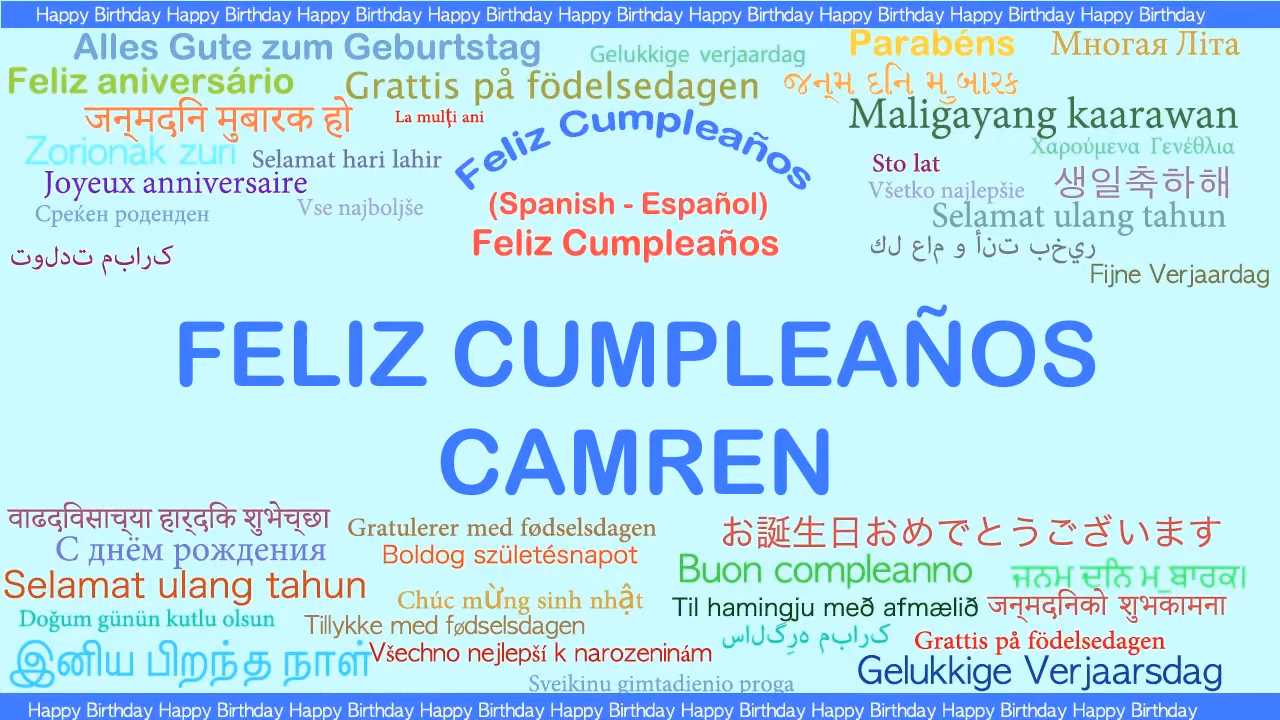 Happy Birthday Happy Birthday Happy Birthday Happy Birthday Happy Birthday Happy Birthday Happy Birthday Happy Birthday Happy Birthday
Alles Gute zum Geburtstag
Gelukkige verjaardag
Parabéns
Многая Літа
Feliz aniversário
Grattis på födelsedagen
જન્મ દિન મુબારક
जन्मदिन मुबारक हो
La mulți ani
Feliz Cumpleaños
Maligayang kaarawan
Zorionak zuri
Selamat hari lahir
Χαρούμενα Γενέθλια
Joyeux anniversaire
(Spanish - Español)
Sto lat
Všetko najlepšie
생일축하해
Среќен роденден
Vse najboljše
Feliz Cumpleaños
Selamat ulang tahun
تولدت مبارک
كل عام و أنت بخير
Fijne Verjaardag
FELIZ CUMPLEAÑOS
CAMREN
वाढदिवसाच्या हार्दिक शुभेच्छा
Gratulerer med fødselsdagen
お誕生日おめでとうございます
С днём рождения
Boldog születésnapot
Buon compleanno
ਜਨਮ ਦਿਨ ਮੁਬਾਰਕ।
Selamat ulang tahun
Chúc mừng sinh nhật
Til hamingju með afmælið
जन्मदिनको शुभकामना
Doğum günün kutlu olsun
Tillykke med fødselsdagen
سالگرہ مبارک
Grattis på födelsedagen
இனிய பிறந்த நாள்
Všechno nejlepší k narozeninám
Gelukkige Verjaarsdag
Sveikinu gimtadienio proga
Happy Birthday Happy Birthday Happy Birthday Happy Birthday Happy Birthday Happy Birthday Happy Birthday Happy Birthday Happy Birthday